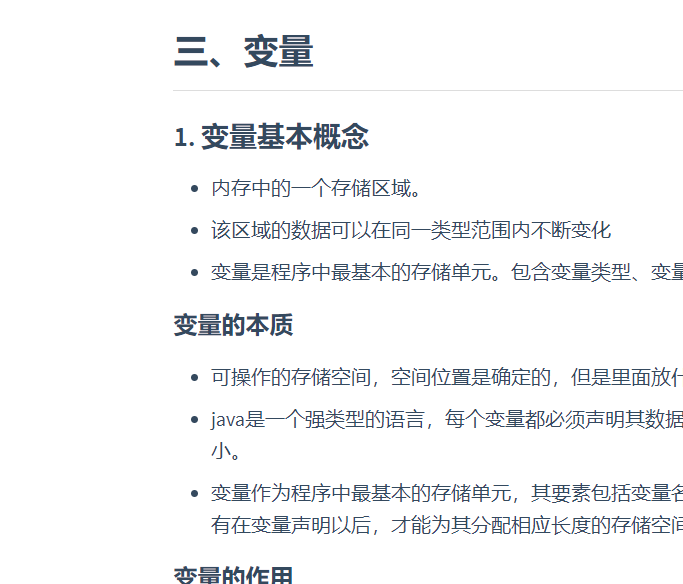 三、变量
1. 变量基本概念
内存中的一个存储区域。
该区域的数据可以在同一类型范围内不断变化
变量是程序中最基本的存储单元。包含变量类型、变量
变量的本质
可操作的存储空间，空间位置是确定的，但是里面放什
java是一个强类型的语言，每个变量都必须声明其数据
小。
变量作为程序中最基本的存储单元，其要素包括变量名
有在变量声明以后，才能为其分配相应长度的存储空间
变量的作用